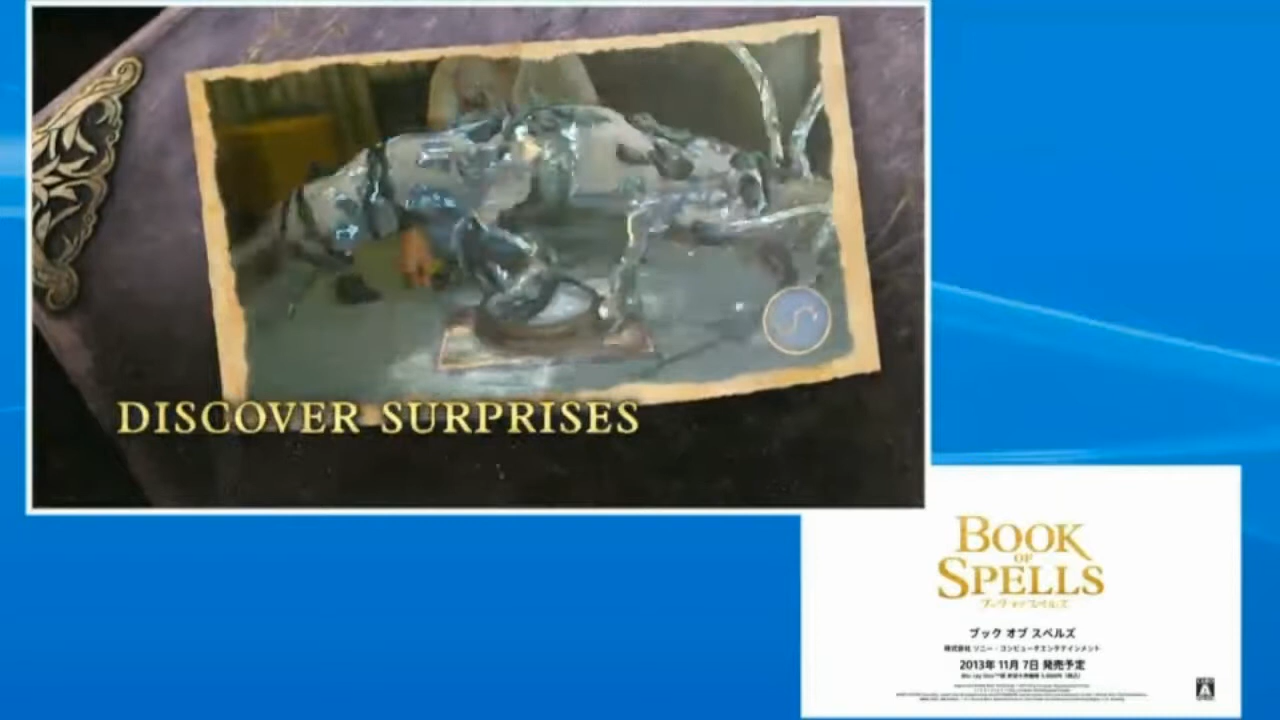 DISCOVER SURPRISES
BOOK
OF
SPELLS
ブック オブ スペルズ
ブック オブ スペルズ
株式会社 ソニー・コンピュータエンタテインメント
2013年 11月 7日 発売予定
A